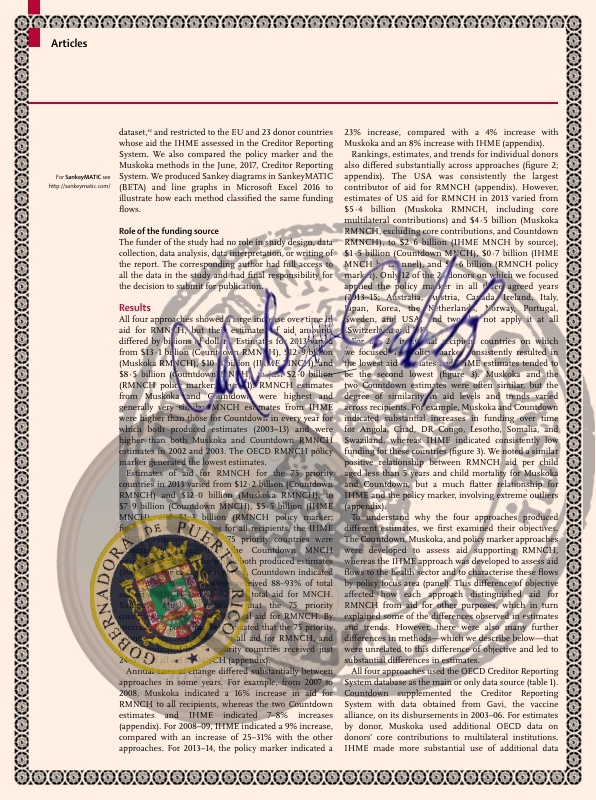 Articles
For SankeyMATIC see
http://sankeymatic.com/
dataset,¹² and restricted to the EU and 23 donor countries
whose aid the IHME assessed in the Creditor Reporting
System. We also compared the policy marker and the
Muskoka methods in the June, 2017, Creditor Reporting
System. We produced Sankey diagrams in SankeyMATIC
(BETA) and line graphs in Microsoft Excel 2016 to
illustrate how each method classified the same funding
flows.
Role of the funding source
The funder of the study had no role in study design, data
collection, data analysis, data interpretation, or writing of
the report. The corresponding author had full access to
all the data in the study and had final responsibility for
the decision to submit for publication.
Results
All four approaches showed large increase over time in
aid for RMNCH, but the estimates of aid amounts
differed by billions of dollars. Estimates for 2013 varied
from $13·1 billion (Countdown RMNCH), $12·9 billion
(Muskoka RMNCH), $10· billion
$8·5 billion (Countdown MNCH), to just $2·0 billion
(RMNCH policy marker). RMNCH estimates
from Muskoka and Countdown were highest and
generally very similar. MNCH estimates from IHME
were higher than those for Countdown in every year for
which both produced estimates (2003–13) and were
higher than both Muskoka and Countdown RMNCH
estimates in 2002 and 2003. The OECD RMNCH policy
marker generated the lowest estimates.
Estimates of aid for RMNCH for 75 priority
countries in 2013 varied from $12·2 billion (Countdown
RMNCH) and $12·0 billion (Muskoka RMNCH), to
$7·9 billion (Countdown MNCH), $5·5 billion (IHME
MNCH), billion (RMNCH policy marker;
for all recipients, the IHME
75 priority countries were
Countdown MNCH
both produced estimates
Countdown indicated
received 88–93% of total
total aid for MNCH.
that the 75 priority
aid for RMNCH. By
indicated that the 75 priority
all aid for RMNCH, and
priority countries received just
RMNCH (appendix).
Annual rates of change differed substantially between
approaches in some years. For example, from 2007 to
2008, Muskoka indicated a 16% increase in aid for
RMNCH to all recipients, whereas the two Countdown
estimates and IHME indicated 7–8% increases
(appendix). For 2008–09, IHME indicated a 9% increase,
compared with an increase of 25–31% with the other
approaches. For 2013–14, the policy marker indicated a
23% increase, compared with a 4% increase with
Muskoka and an 8% increase with IHME (appendix).
Rankings, estimates, and trends for individual donors
also differed substantially across approaches (figure 2;
appendix). The USA was consistently the largest
contributor of aid for RMNCH (appendix). However,
estimates of US aid for RMNCH in 2013 varied from
$5·4 billion (Muskoka RMNCH, including core
multilateral contributions) and $4·5 billion (Muskoka
RMNCH, excluding core contributions, and Countdown
RMNCH), to $2·6 billion (IHME MNCH by source),
$1·5 billion (Countdown MNCH), $0·7 billion (IHME
MNCH by channel), and $ ·6 billion (RMNCH policy
marker). Only 12 of the 23 donors on which we focused
applied the policy marker in all three agreed years
(2013–15; Australia, Austria, Canada, Ireland, Italy,
Japan, Korea, the Netherlands, Norway, Portugal,
Sweden, and USA), and two did not apply it at all
(Switzerland
recipient countries on which
we focused, the policy marker consistently resulted in
the lowest aid estimates and IHME estimates tended to
be the second lowest (figure 3). Muskoka and the
two Countdown estimates were often similar, but the
degree of similarity in aid levels and trends varied
across recipients. For example, Muskoka and Countdown
indicated substantial increases in funding over time
for Angola, Chad, DR Congo, Lesotho, Somalia, and
Swaziland, whereas IHME indicated consistently low
funding for these countries (figure 3). We noted a similar
positive relationship between RMNCH aid per child
aged less than 5 years and child mortality for Muskoka
and Countdown, but a much flatter relationship for
IHME and the policy marker, involving extreme outliers
(appendix).
To understand why the four approaches produced
different estimates, we first examined their objectives.
The Countdown, Muskoka, and policy marker approaches
were developed to assess aid supporting RMNCH,
whereas the IHME approach was developed to assess aid
flows to the health sector and to characterise these flows
by policy focus area (panel). This difference of objective
affected how each approach distinguished aid for
RMNCH from aid for other purposes, which in turn
explained some of the differences observed in estimates
and trends. However, there were also many further
differences in methods—which we describe below—that
were unrelated to this difference of objective and led to
substantial differences in estimates.
All four approaches used the OECD Creditor Reporting
System database as the main or only data source (table 1).
Countdown supplemented the Creditor Reporting
System with data obtained from Gavi, the vaccine
alliance, on its disbursements in 2003–06. For estimates
by donor, Muskoka used additional OECD data on
donors' core contributions to multilateral institutions.
IHME made more substantial use of additional data
GOBERNADORA DE PUERTO